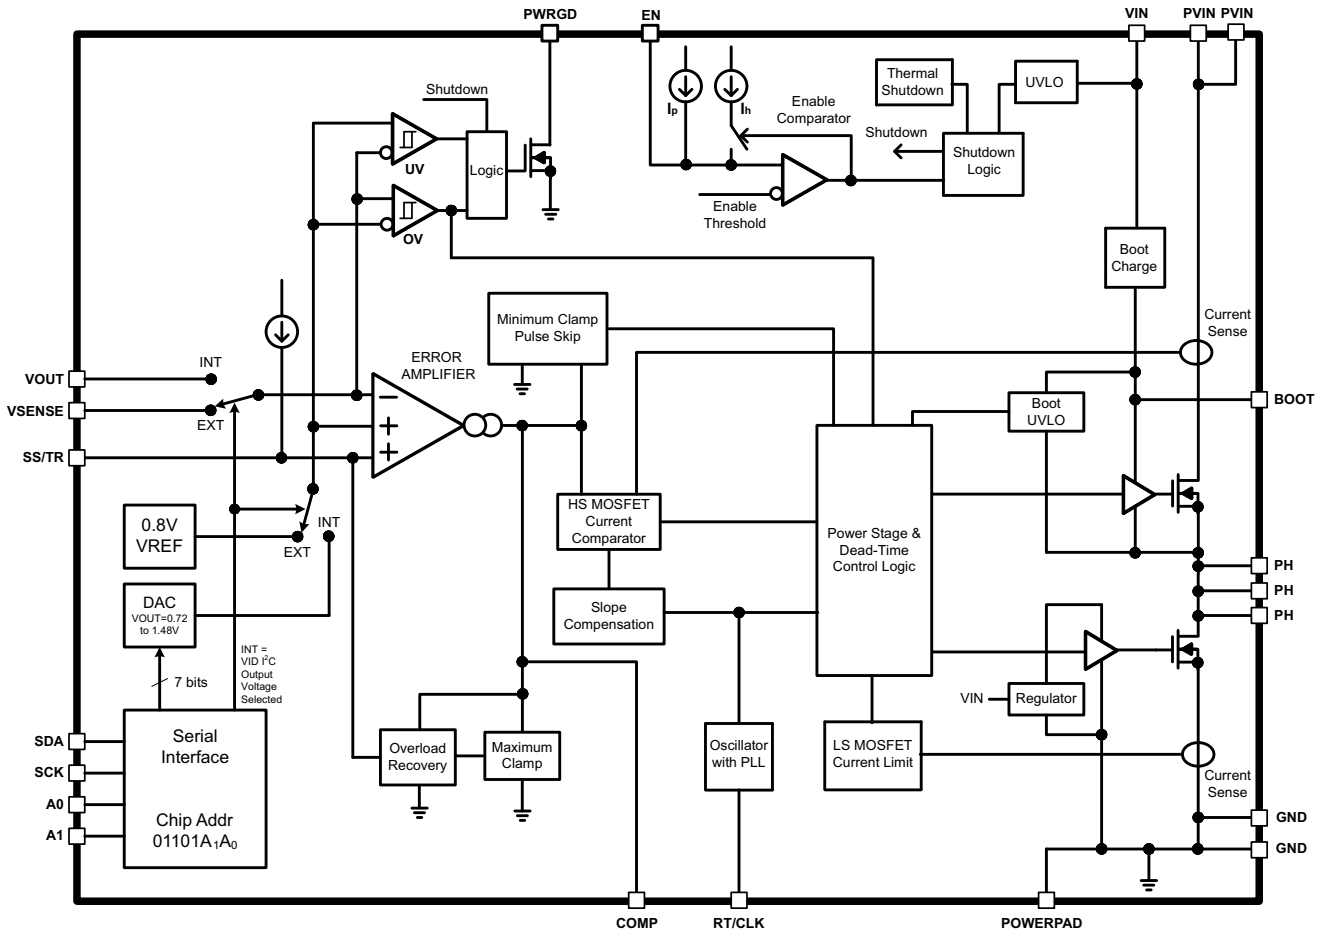 PWRGD
EN
VIN
PVIN
PVIN
Shutdown
UV
Logic
OV
Ip
Ih
Enable
Comparator
Thermal
Shutdown
UVLO
Shutdown
Shutdown
Logic
Enable
Threshold
Boot
Charge
Current
Sense
Minimum Clamp
Pulse Skip
INT
VOUT
VSENSE
EXT
SS/TR
ERROR
AMPLIFIER
− 
+
+
Boot
UVLO
BOOT
0.8V
VREF
INT
EXT
HS MOSFET
Current
Comparator
Power Stage &
Dead-Time
Control Logic
PH
PH
PH
DAC
VOUT=0.72
to 1.48V
Slope
Compensation
INT =
VID I²C
Output
Voltage
Selected
7 bits
VIN
Regulator
SDA
SCK
A0
A1
Serial
Interface
Chip Addr
01101A₁A₀
Overload
Recovery
Maximum
Clamp
Oscillator
with PLL
LS MOSFET
Current Limit
Current
Sense
GND
GND
COMP
RT/CLK
POWERPAD